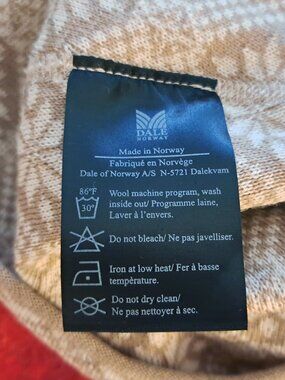 DALE
NORWAY
Made in Norway
Fabriqué en Norvège
Dale of Norway A/S N-5721 Dalekvam
86°F
30°
Wool machine program, wash
inside out/ Programme laine,
Laver à l'envers.
Do not bleach/ Ne pas javelliser.
Iron at low heat/ Fer à basse
température.
Do not dry clean/
Ne pas nettoyer à sec.